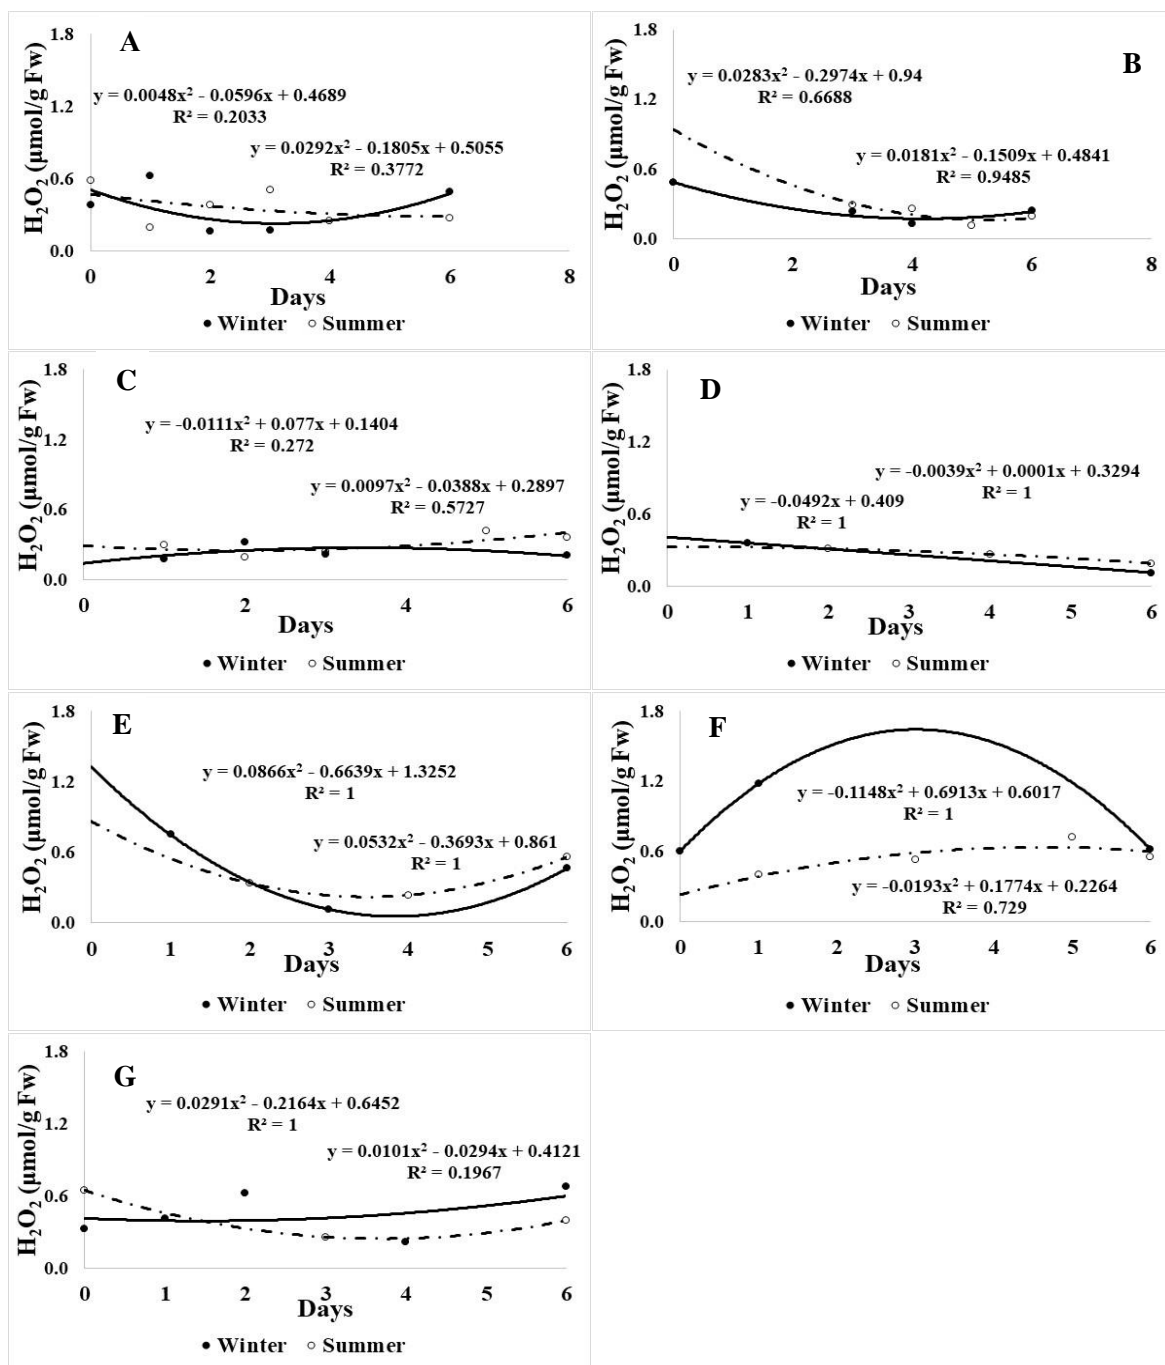 A
H₂O₂ (μmol/g Fw)
1.8
1.2
0.6
0.0
y = 0.0048x² - 0.0596x + 0.4689
R² = 0.2033
y = 0.0292x² - 0.1805x + 0.5055
R² = 0.3772
0 2 4 6 8
Days
Winter Summer
B
H₂O₂ (μmol/g Fw)
1.8
1.2
0.6
0.0
y = 0.0283x² - 0.2974x + 0.94
R² = 0.6688
y = 0.0181x² - 0.1509x + 0.4841
R² = 0.9485
0 2 4 6 8
Days
Winter Summer
C
H₂O₂ (μmol/g Fw)
1.8
1.2
0.6
0.0
y = -0.0111x² + 0.077x + 0.1404
R² = 0.272
y = 0.0097x² - 0.0388x + 0.2897
R² = 0.5727
0 2 4 6
Days
Winter Summer
D
H₂O₂ (μmol/g Fw)
1.8
1.2
0.6
0.0
y = -0.0039x² + 0.0001x + 0.3294
R² = 1
y = -0.0492x + 0.409
R² = 1
0 1 2 3 4 5 6
Days
Winter Summer
E
H₂O₂ (μmol/g Fw)
1.8
1.2
0.6
0.0
y = 0.0866x² - 0.6639x + 1.3252
R² = 1
y = 0.0532x² - 0.3693x + 0.861
R² = 1
0 1 2 3 4 5 6
Days
Winter Summer
F
H₂O₂ (μmol/g Fw)
1.8
1.2
0.6
0.0
y = -0.1148x² + 0.6913x + 0.6017
R² = 1
y = -0.0193x² + 0.1774x + 0.2264
R² = 0.729
0 1 2 3 4 5 6
Days
Winter Summer
G
H₂O₂ (μmol/g Fw)
1.8
1.2
0.6
0.0
y = 0.0291x² - 0.2164x + 0.6452
R² = 1
y = 0.0101x² - 0.0294x + 0.4121
R² = 0.1967
0 1 2 3 4 5 6
Days
Winter Summer